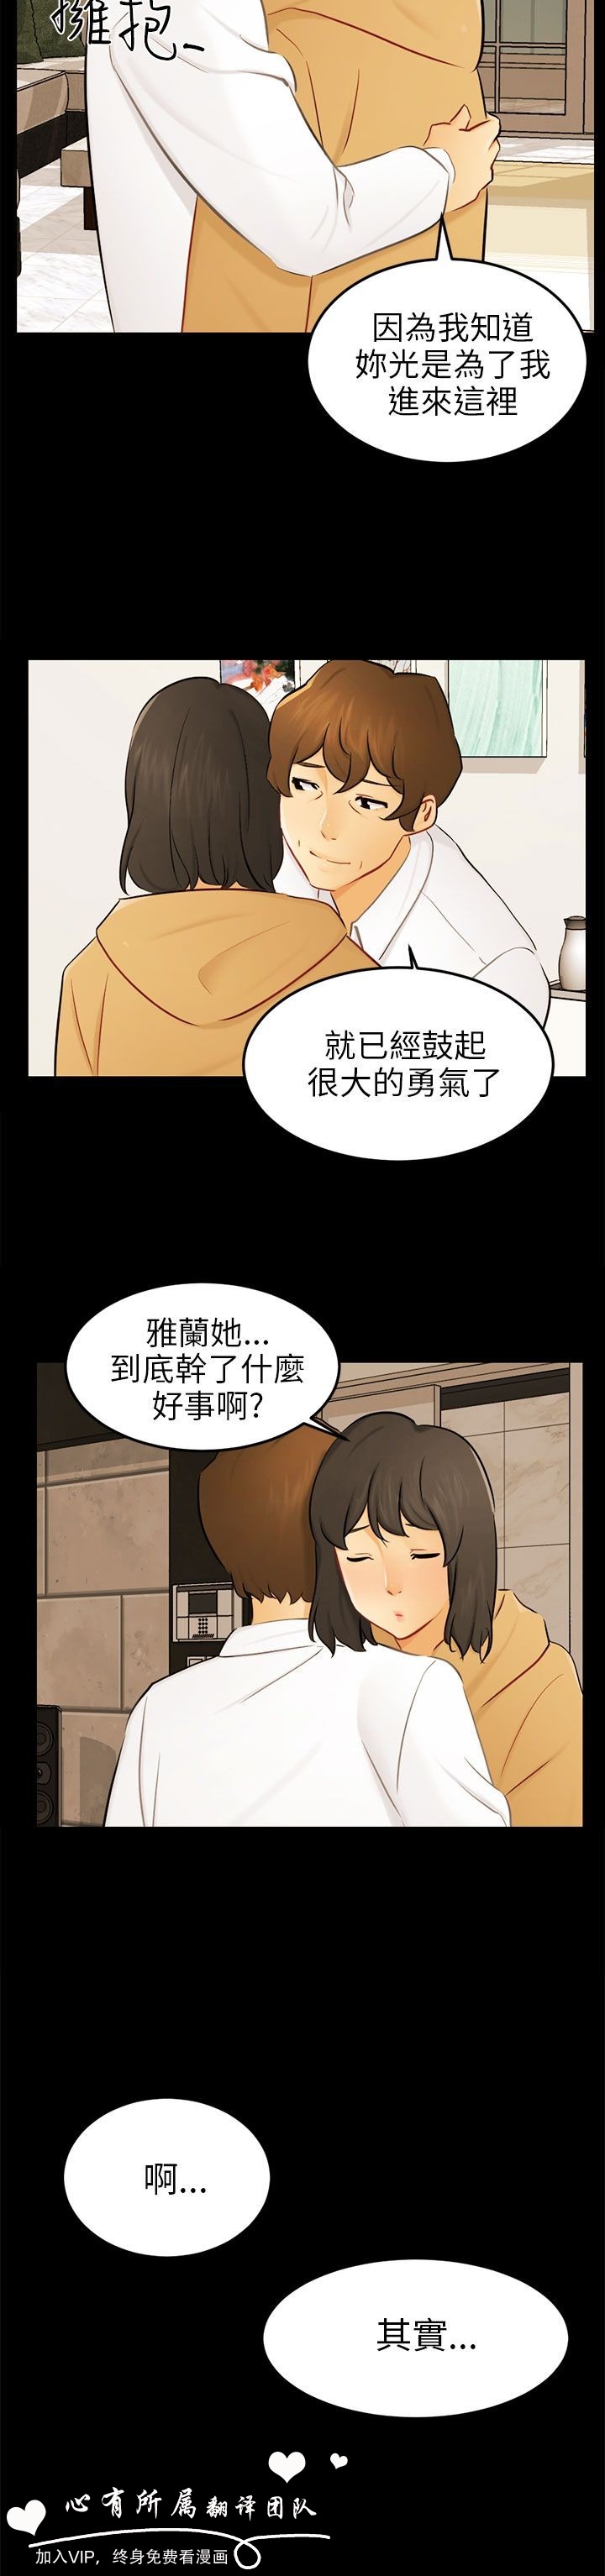 擁抱~
因為我知道
妳光是為了我
進來這裡
就已經鼓起
很大的勇氣了
雅蘭她...
到底幹了什麼
好事啊?
啊...
其實...
心有所属翻译团队
加入VIP，终身免费看漫画